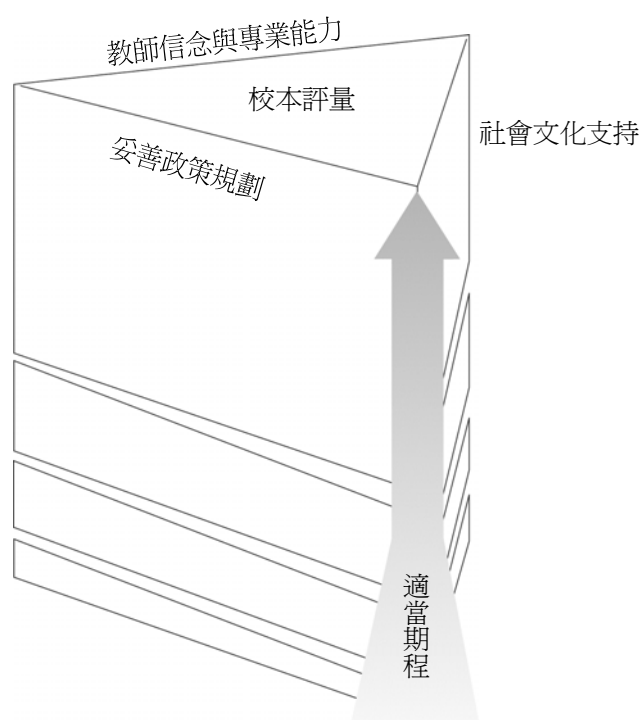 教師信念與專業能力
校本評量
社會文化支持
妥善政策規劃
適當期程